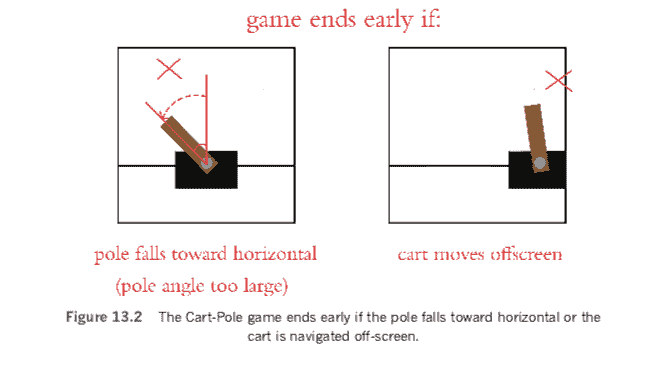 game ends early if:
pole falls toward horizontal
(pole angle too large)
cart moves offscreen
Figure 13.2 The Cart-Pole game ends early if the pole falls toward horizontal or the
cart is navigated off-screen.